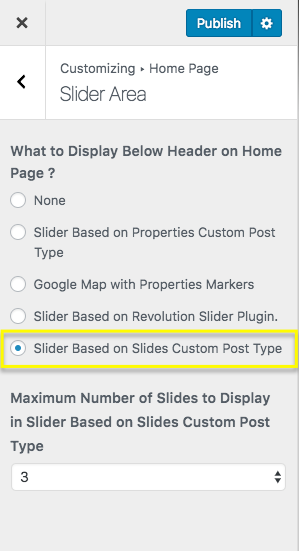 Publish
Customizing ▸ Home Page
Slider Area
What to Display Below Header on Home
Page ?
None
Slider Based on Properties Custom Post
Type
Google Map with Properties Markers
Slider Based on Revolution Slider Plugin.
Slider Based on Slides Custom Post Type
Maximum Number of Slides to Display
in Slider Based on Slides Custom Post
Type
3